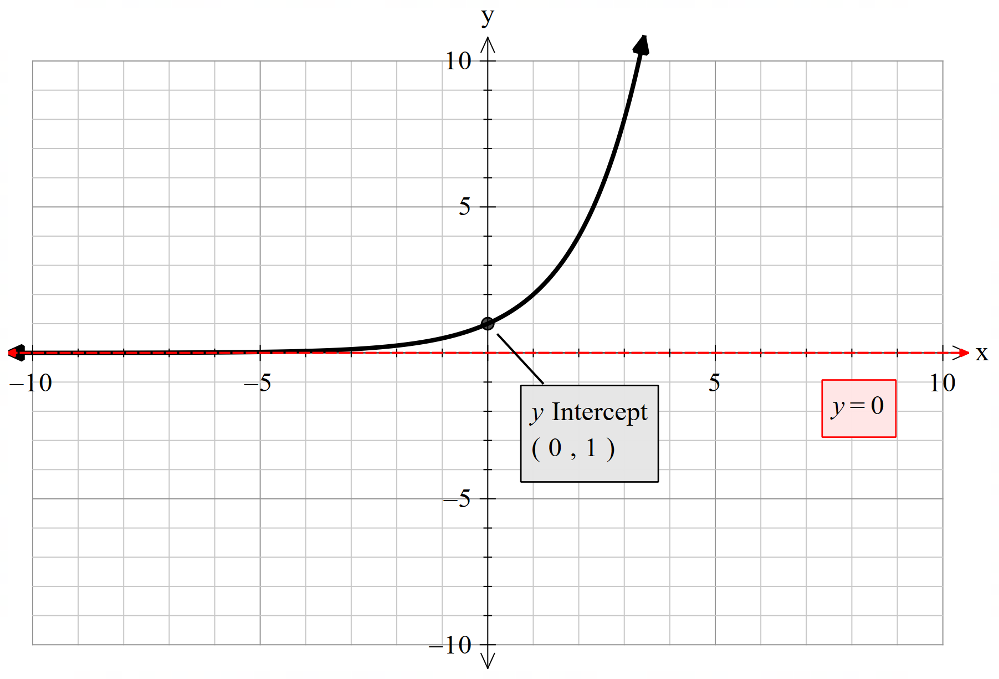 y
10
5
x
–10
–5
5
10
y = 0
y Intercept
( 0 , 1 )
–5
–10